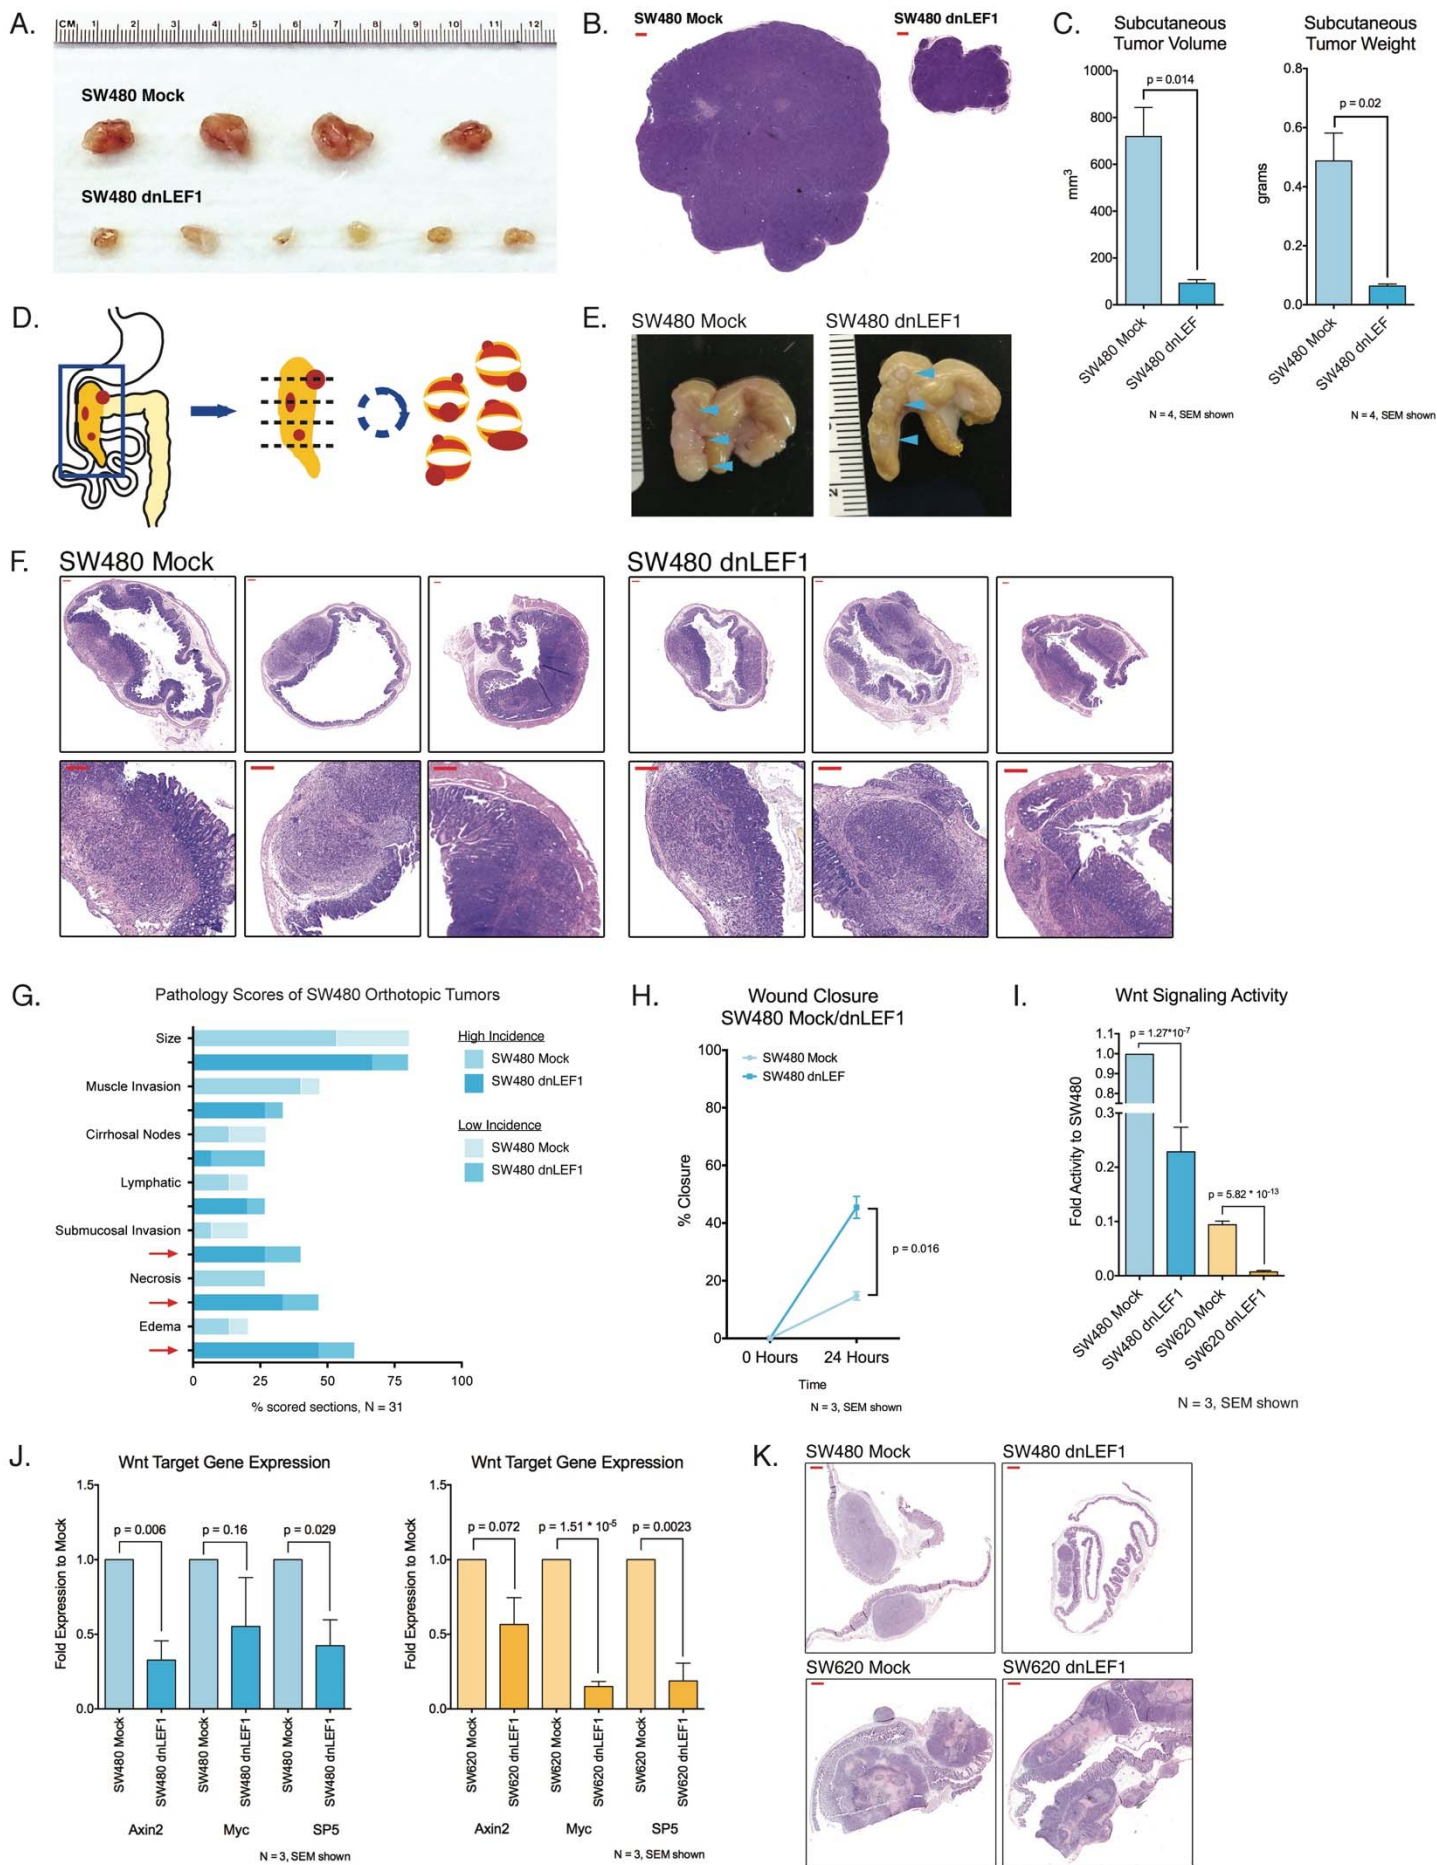 A.
CM 1 2 3 4 5 6 7 8 9 10 11 12
SW480 Mock
SW480 dnLEF1
B.
SW480 Mock
SW480 dnLEF1
C.
Subcutaneous
Tumor Volume
1000
800
600
400
200
0
mm3
p = 0.014
SW480 Mock
SW480 dnLEF
N = 4, SEM shown
Subcutaneous
Tumor Weight
0.8
0.6
0.4
0.2
0.0
grams
p = 0.02
SW480 Mock
SW480 dnLEF
N = 4, SEM shown
D.
E.
SW480 Mock
SW480 dnLEF1
2
F.
SW480 Mock
SW480 dnLEF1
G.
Pathology Scores of SW480 Orthotopic Tumors
Size
Muscle Invasion
Cirrhosal Nodes
Lymphatic
Submucosal Invasion
Necrosis
Edema
0 25 50 75 100
% scored sections, N = 31
High Incidence
SW480 Mock
SW480 dnLEF1
Low Incidence
SW480 Mock
SW480 dnLEF1
H.
Wound Closure
SW480 Mock/dnLEF1
100
80
60
40
20
0
% Closure
SW480 Mock
SW480 dnLEF
p = 0.016
0 Hours 24 Hours
Time
N = 3, SEM shown
I.
Wnt Signaling Activity
1.1
1.0
0.9
0.8
0.3
0.2
0.1
0.0
Fold Activity to SW480
p = 1.27*10-7
p = 5.82 * 10-13
SW480 Mock
SW480 dnLEF1
SW620 Mock
SW620 dnLEF1
N = 3, SEM shown
J.
Wnt Target Gene Expression
1.5
1.0
0.5
0.0
Fold Expression to Mock
p = 0.006
p = 0.16
p = 0.029
SW480 Mock
SW480 dnLEF1
SW480 Mock
SW480 dnLEF1
SW480 Mock
SW480 dnLEF1
Axin2 Myc SP5
N = 3, SEM shown
Wnt Target Gene Expression
1.5
1.0
0.5
0.0
Fold Expression to Mock
p = 0.072
p = 1.51 * 10-5
p = 0.0023
SW620 Mock
SW620 dnLEF1
SW620 Mock
SW620 dnLEF1
SW620 Mock
SW620 dnLEF1
Axin2 Myc SP5
N = 3, SEM shown
K.
SW480 Mock
SW480 dnLEF1
SW620 Mock
SW620 dnLEF1